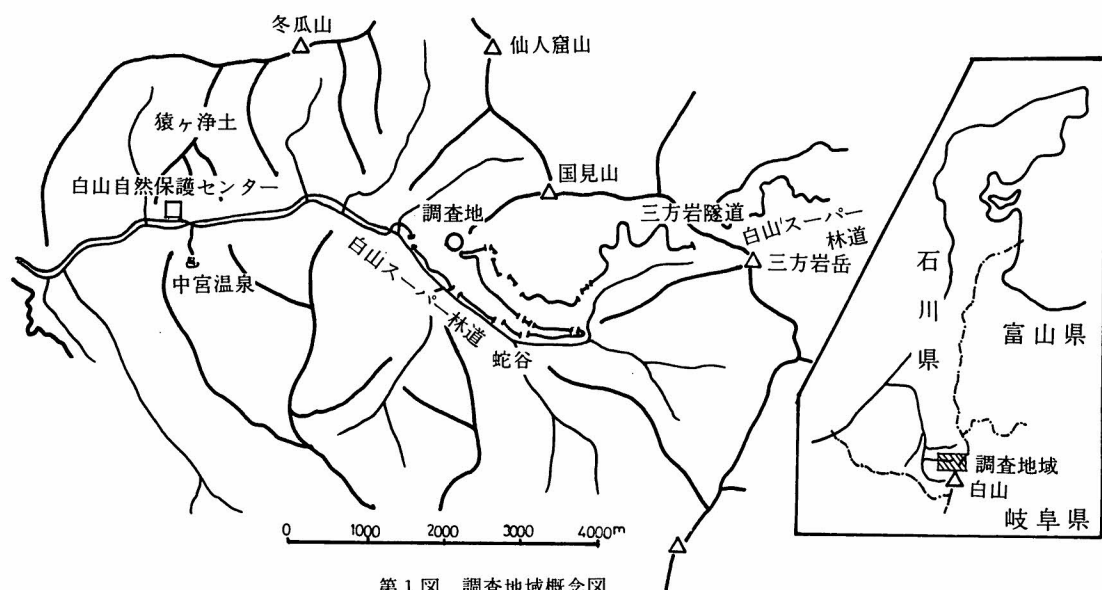 冬瓜山
仙人窟山
猿ヶ浄土
白山自然保護センター
中宮温泉
調査地
国見山
三方岩隧道
白山スーパー
林道
三方岩岳
白山スーパー林道
蛇谷
0 1000 2000 3000 4000m
第1図 調査地域概念図
石川県
富山県
調査地域
白山
岐阜県